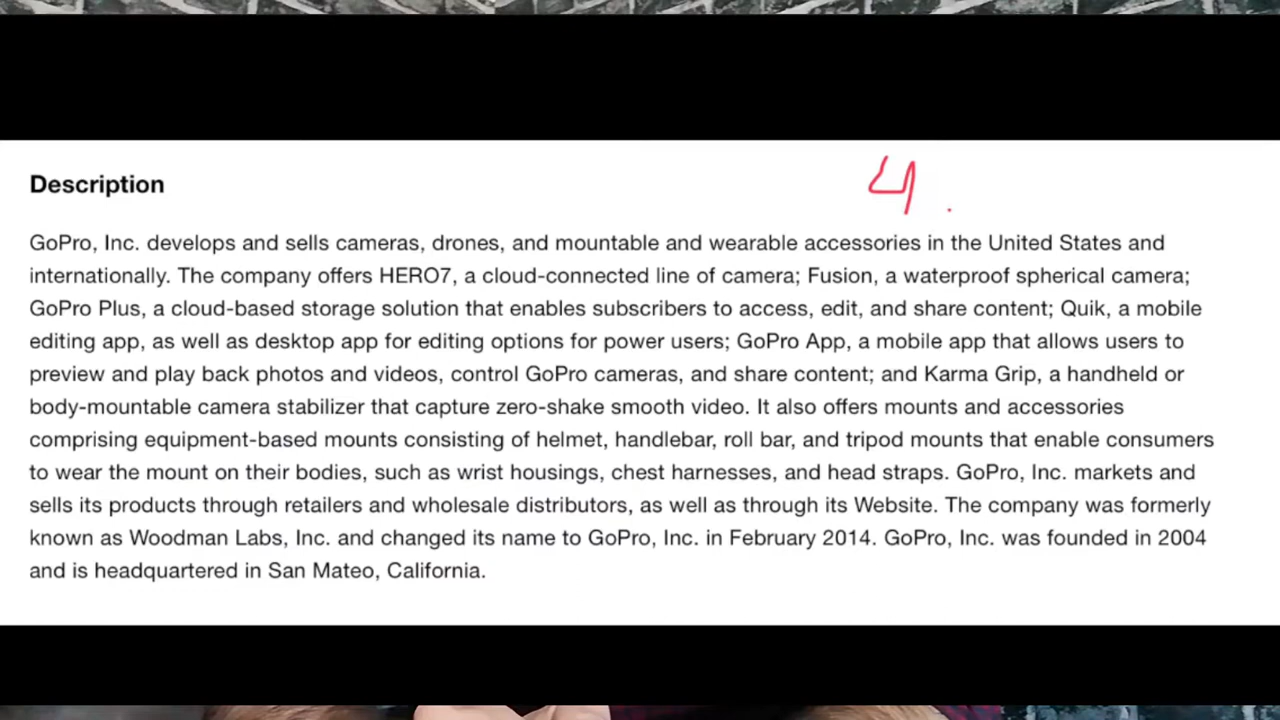 4.
Description
GoPro, Inc. develops and sells cameras, drones, and mountable and wearable accessories in the United States and
internationally. The company offers HERO7, a cloud-connected line of camera; Fusion, a waterproof spherical camera;
GoPro Plus, a cloud-based storage solution that enables subscribers to access, edit, and share content; Quik, a mobile
editing app, as well as desktop app for editing options for power users; GoPro App, a mobile app that allows users to
preview and play back photos and videos, control GoPro cameras, and share content; and Karma Grip, a handheld or
body-mountable camera stabilizer that capture zero-shake smooth video. It also offers mounts and accessories
comprising equipment-based mounts consisting of helmet, handlebar, roll bar, and tripod mounts that enable consumers
to wear the mount on their bodies, such as wrist housings, chest harnesses, and head straps. GoPro, Inc. markets and
sells its products through retailers and wholesale distributors, as well as through its Website. The company was formerly
known as Woodman Labs, Inc. and changed its name to GoPro, Inc. in February 2014. GoPro, Inc. was founded in 2004
and is headquartered in San Mateo, California.